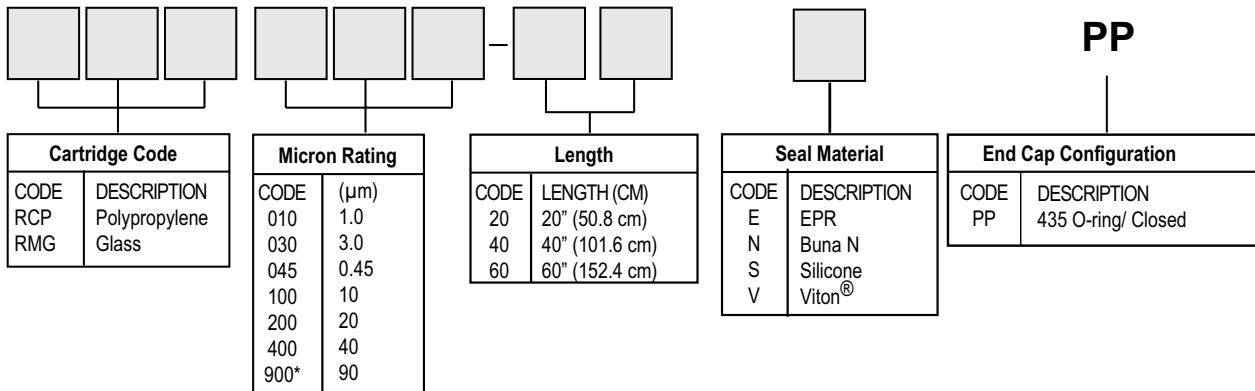 PP
Cartridge Code
CODE DESCRIPTION
RCP Polypropylene
RMG Glass
Micron Rating
CODE (µm)
010 1.0
030 3.0
045 0.45
100 10
200 20
400 40
900* 90
Length
CODE LENGTH (CM)
20 20” (50.8 cm)
40 40” (101.6 cm)
60 60” (152.4 cm)
Seal Material
CODE DESCRIPTION
E EPR
N Buna N
S Silicone
V Viton®
End Cap Configuration
CODE DESCRIPTION
PP 435 O-ring/ Closed